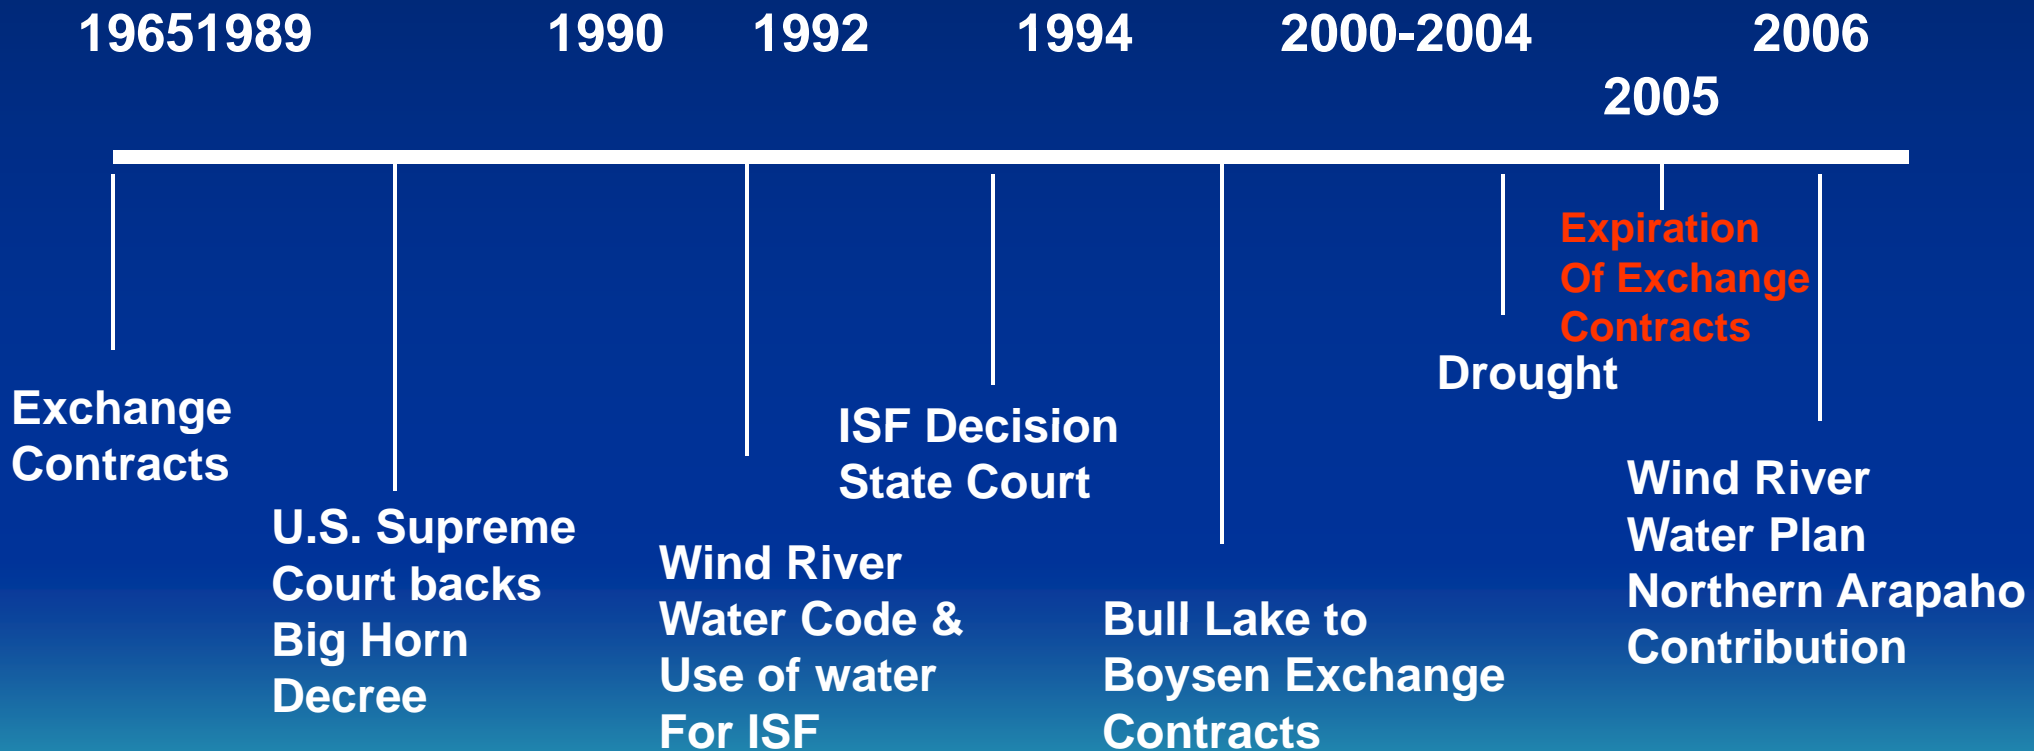 19651989 1990 1992 1994 2000-2004 2006
2005
Expiration
Of Exchange
Contracts
Drought
Exchange
Contracts
ISF Decision
State Court
U.S. Supreme
Court backs
Big Horn
Decree
Wind River
Water Code &
Use of water
For ISF
Bull Lake to
Boysen Exchange
Contracts
Wind River
Water Plan
Northern Arapaho
Contribution